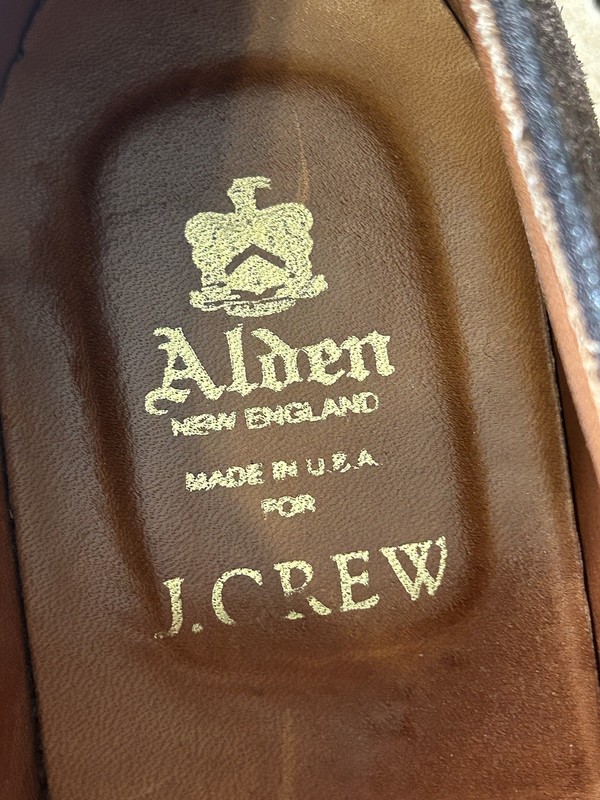 Alden
NEW ENGLAND
MADE IN U.S.A
FOR
J.CREW